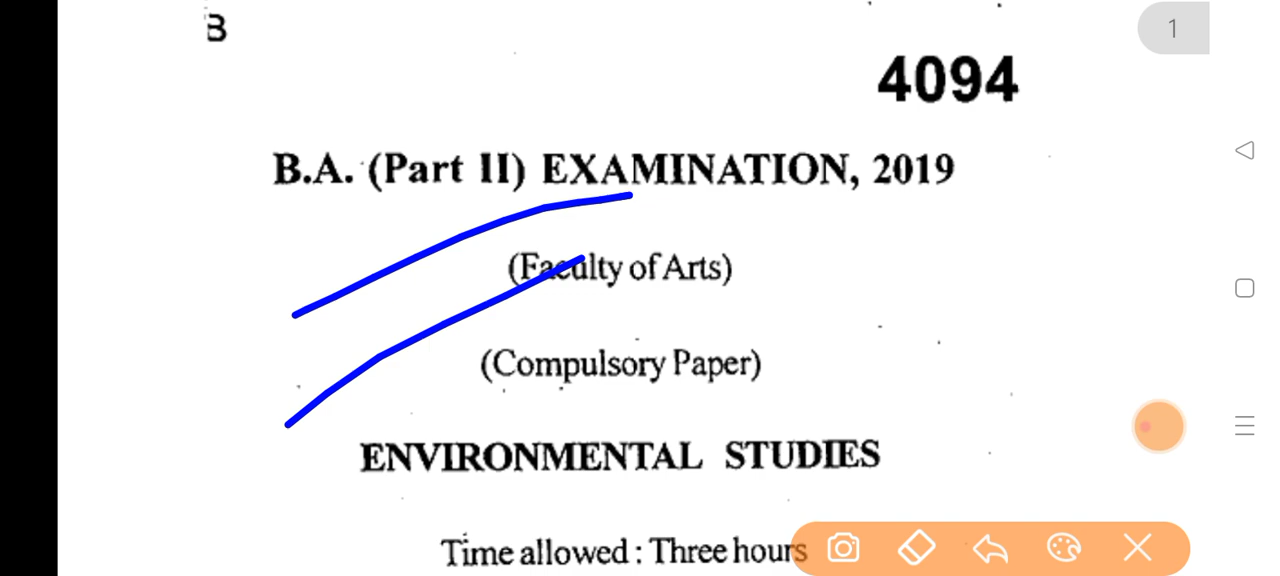 B
1
4094
B.A. (Part II) EXAMINATION, 2019
(Faculty of Arts)
(Compulsory Paper)
ENVIRONMENTAL STUDIES
Time allowed : Three hours